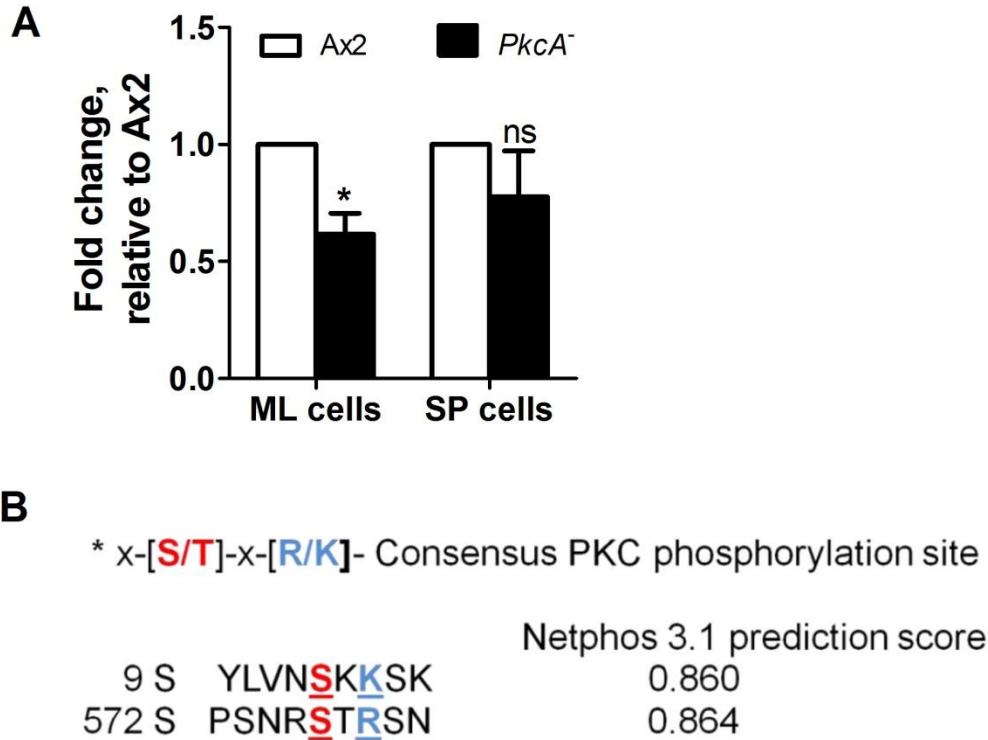 A
1.5
Ax2
PkcA-
Fold change,
relative to Ax2
1.0
ns
*
0.5
0.0
ML cells
SP cells
B
* x-[S/T]-x-[R/K]- Consensus PKC phosphorylation site
Netphos 3.1 prediction score
9 S YLVNSKKSK 0.860
572 S PSNRSTRSN 0.864